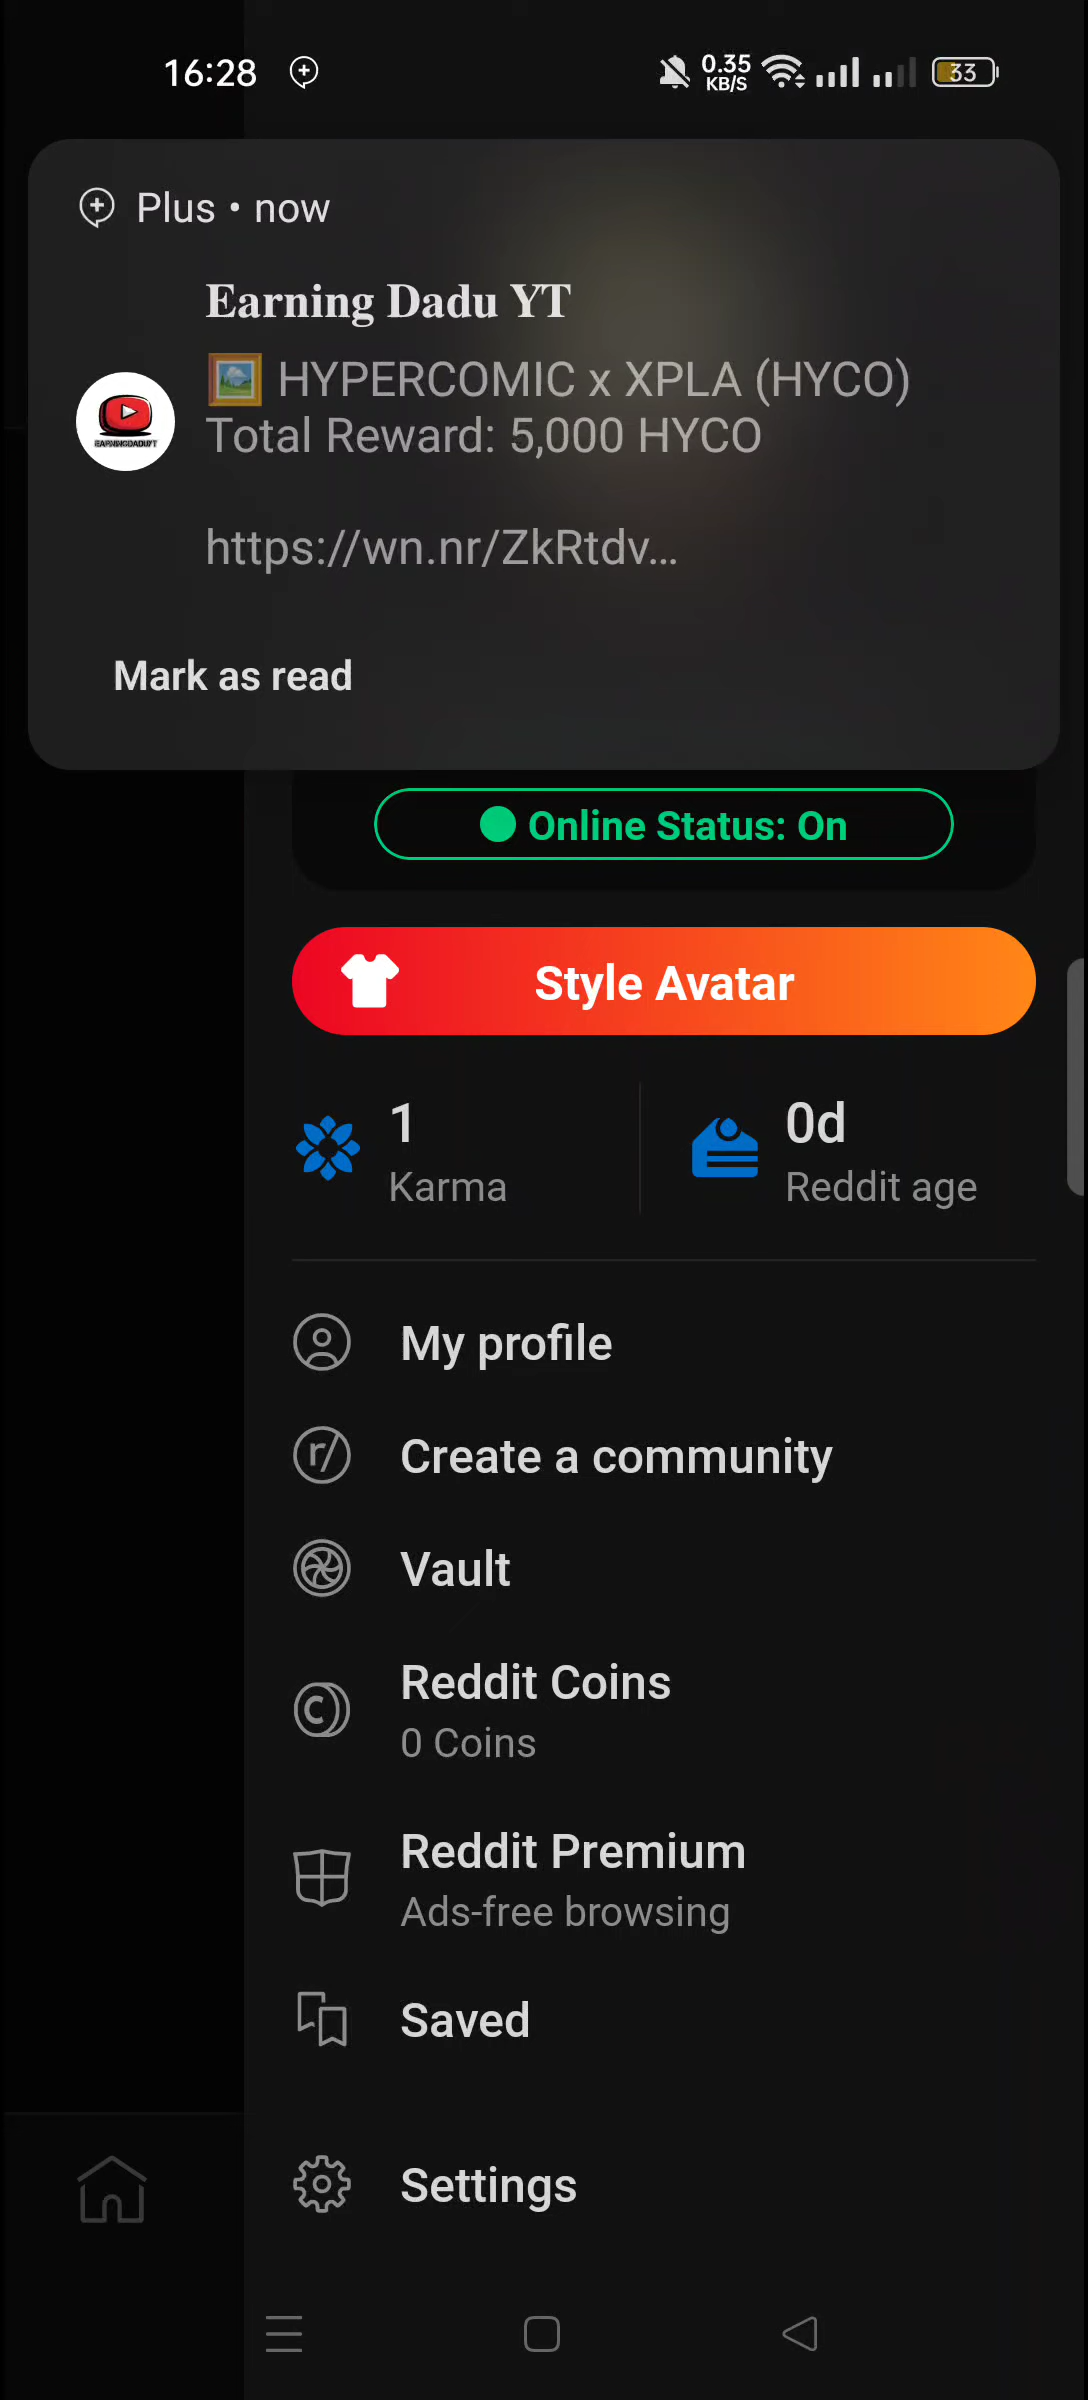 16:28
0.35
KB/S
33
Plus • now
Earning Dadu YT
🖼️ HYPERCOMIC x XPLA (HYCO)
Total Reward: 5,000 HYCO
https://wn.nr/ZkRtdv...
EARNINGDADUYT
Mark as read
Online Status: On
Style Avatar
1
Karma
0d
Reddit age
My profile
r/ Create a community
Vault
Reddit Coins
0 Coins
Reddit Premium
Ads-free browsing
Saved
Settings